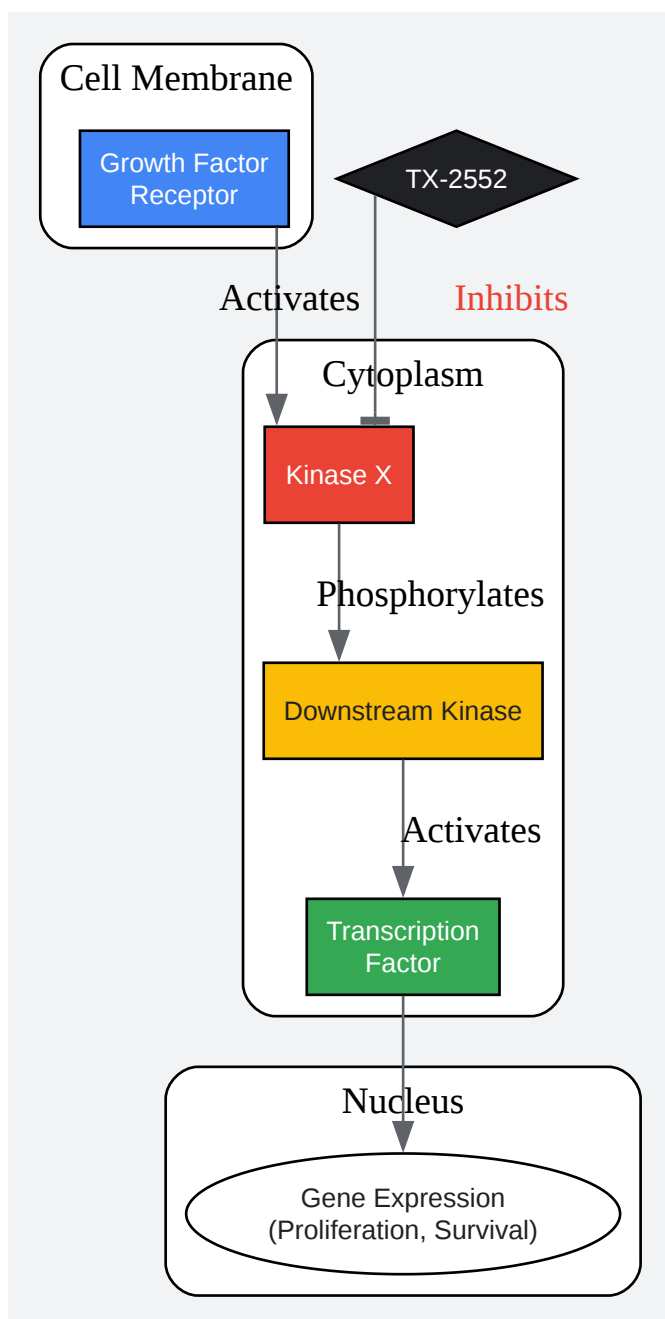 Cell Membrane
Growth Factor
Receptor
TX-2552
Activates
Inhibits
Cytoplasm
Kinase X
Phosphorylates
Downstream Kinase
Activates
Transcription
Factor
Nucleus
Gene Expression
(Proliferation, Survival)